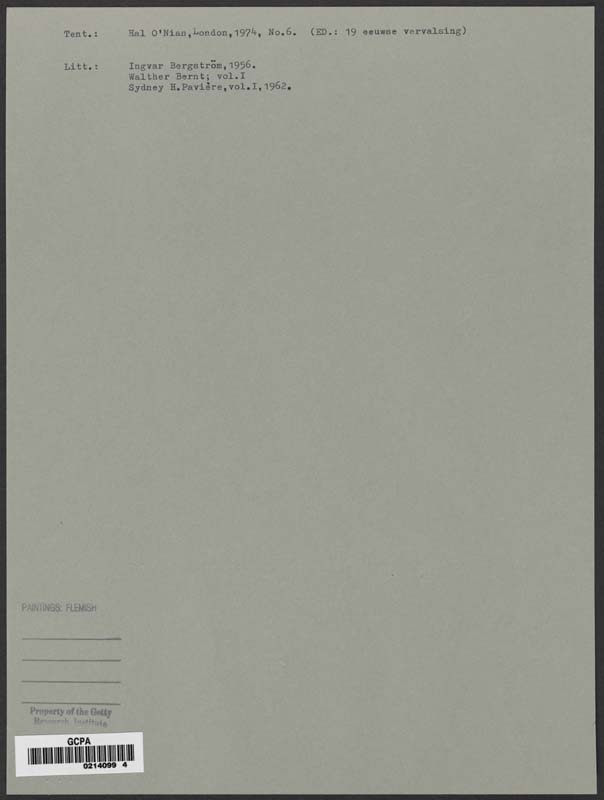 Tent.: Hal O'Nian,London,1974, No.6. (ED.: 19 eeuwse vervalsing)
Litt.: Ingvar Bergström,1956.
Walther Bernt; vol.I
Sydney H.Pavière,vol.I,1962.
PAINTINGS: FLEMISH
Property of the Getty
Research Institute
GCPA
0214099 4